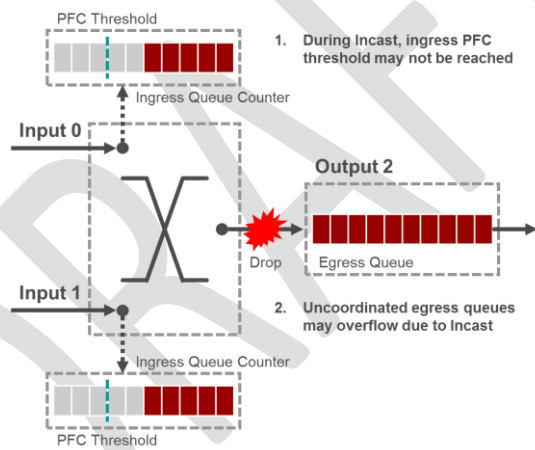 PFC Threshold
1. During Incast, ingress PFC
threshold may not be reached
Ingress Queue Counter
Input 0
Output 2
Drop
Egress Queue
Input 1
2. Uncoordinated egress queues
may overflow due to Incast
Ingress Queue Counter
PFC Threshold